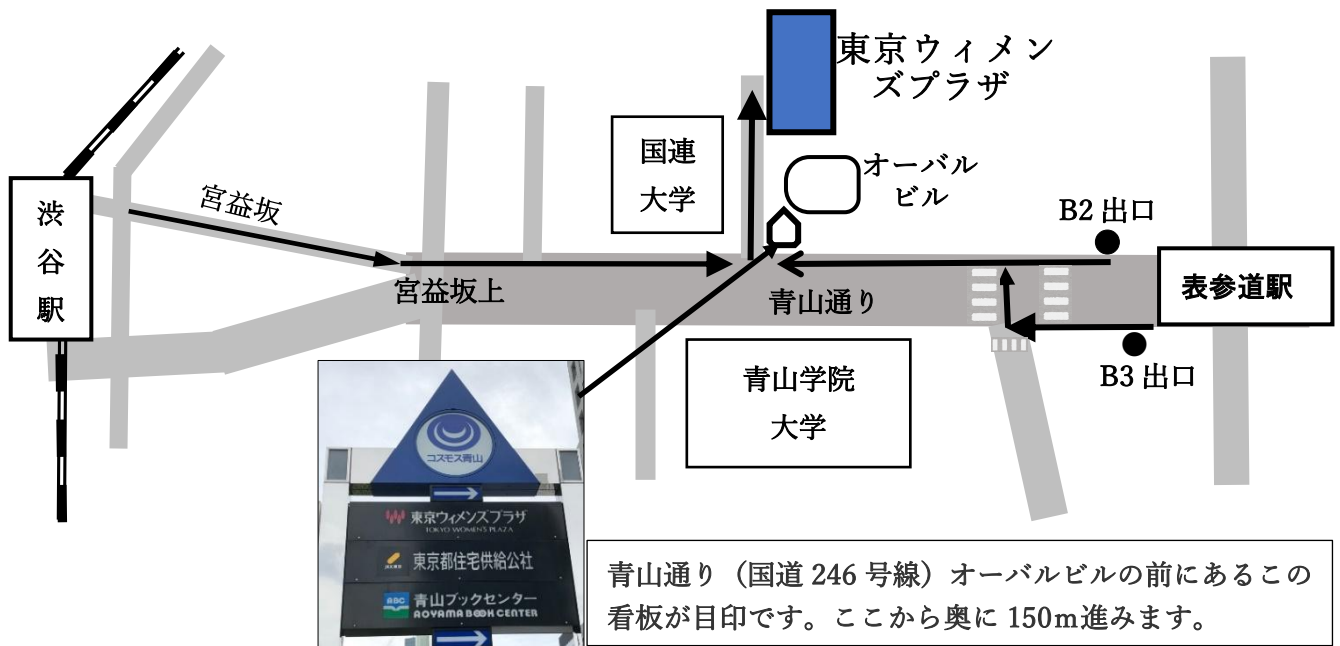 東京ウィメン
ズプラザ
国連
大学
オーバル
ビル
宮益坂
B2 出口
渋
谷
駅
宮益坂上
青山通り
表参道駅
B3 出口
青山学院
大学
コスモス青山
東京ウィメンズプラザ
TOKYO WOMEN'S PLAZA
東京都住宅供給公社
ABC
青山ブックセンター
AOYAMA BOOK CENTER
青山通り（国道 246 号線）オーバルビルの前にあるこの
看板が目印です。ここから奥に 150m進みます。